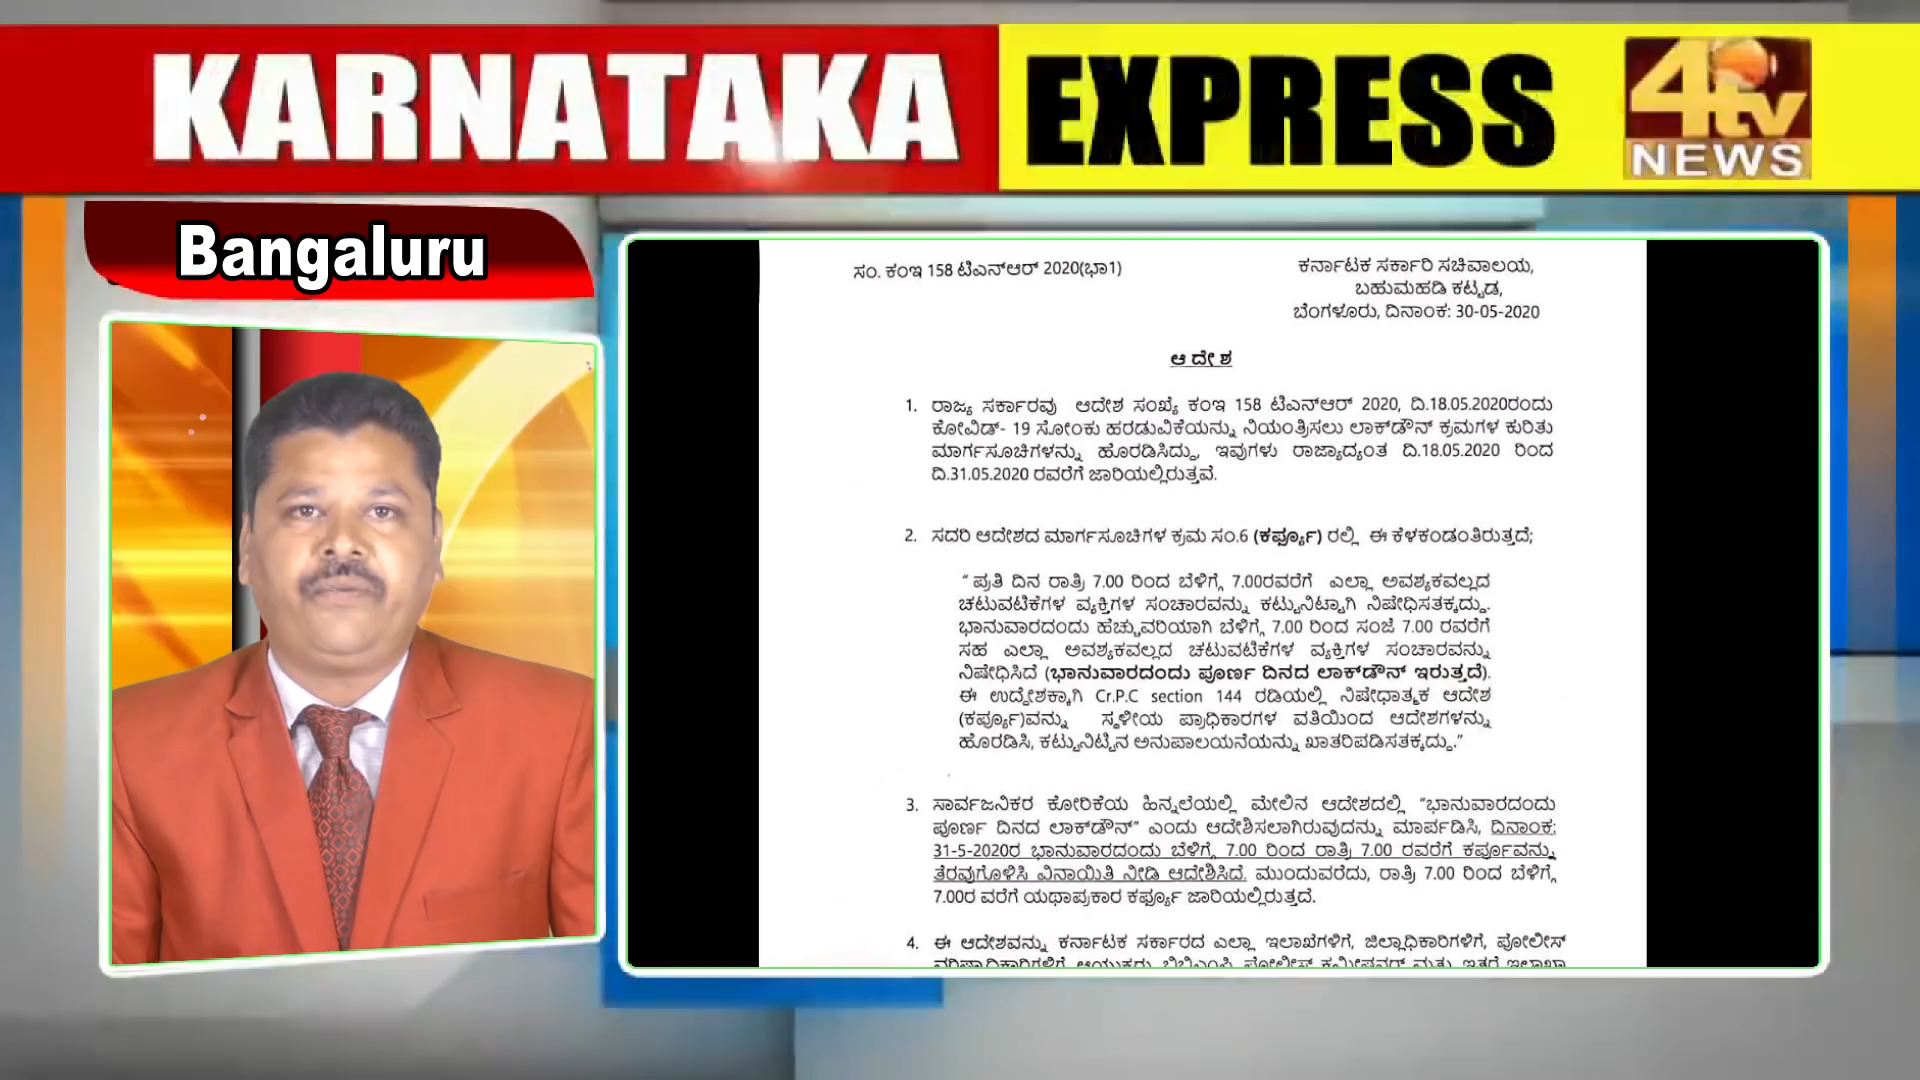 KARNATAKA EXPRESS
4tv
NEWS
Bangaluru
ಸಂ. ಕಂಇ 158 ಟಿಎನ್‌ಆರ್ 2020(ಭಾ1)
ಕರ್ನಾಟಕ ಸರ್ಕಾರಿ ಸಚಿವಾಲಯ,
ಬಹುಮಹಡಿ ಕಟ್ಟಡ,
ಬೆಂಗಳೂರು, ದಿನಾಂಕ: 30-05-2020
ಆದೇಶ
1. ರಾಜ್ಯ ಸರ್ಕಾರವು ಆದೇಶ ಸಂಖ್ಯೆ ಕಂಇ 158 ಟಿಎನ್‌ಆರ್ 2020, ದಿ.18.05.2020ರಂದು
ಕೋವಿಡ್- 19 ಸೋಂಕು ಹರಡುವಿಕೆಯನ್ನು ನಿಯಂತ್ರಿಸಲು ಲಾಕ್‌ಡೌನ್ ಕ್ರಮಗಳ ಕುರಿತು
ಮಾರ್ಗಸೂಚಿಗಳನ್ನು ಹೊರಡಿಸಿದ್ದು, ಇವುಗಳು ರಾಜ್ಯಾದ್ಯಂತ ದಿ.18.05.2020 ರಿಂದ
ದಿ.31.05.2020 ರವರೆಗೆ ಜಾರಿಯಲ್ಲಿರುತ್ತವೆ.
2. ಸದರಿ ಆದೇಶದ ಮಾರ್ಗಸೂಚಿಗಳ ಕ್ರಮ ಸಂ.6 (ಕರ್ಫ್ಯೂ) ರಲ್ಲಿ ಈ ಕೆಳಕಂಡಂತಿರುತ್ತದೆ;
“ ಪ್ರತಿ ದಿನ ರಾತ್ರಿ 7.00 ರಿಂದ ಬೆಳಿಗ್ಗೆ 7.00ರವರೆಗೆ ಎಲ್ಲಾ ಅವಶ್ಯಕವಲ್ಲದ
ಚಟುವಟಿಕೆಗಳ ವ್ಯಕ್ತಿಗಳ ಸಂಚಾರವನ್ನು ಕಟ್ಟುನಿಟ್ಟಾಗಿ ನಿಷೇಧಿಸತಕ್ಕದ್ದು.
ಭಾನುವಾರದಂದು ಹೆಚ್ಚುವರಿಯಾಗಿ ಬೆಳಿಗ್ಗೆ 7.00 ರಿಂದ ಸಂಜೆ 7.00 ರವರೆಗೆ
ಸಹ ಎಲ್ಲಾ ಅವಶ್ಯಕವಲ್ಲದ ಚಟುವಟಿಕೆಗಳ ವ್ಯಕ್ತಿಗಳ ಸಂಚಾರವನ್ನು
ನಿಷೇಧಿಸಿದೆ (ಭಾನುವಾರದಂದು ಪೂರ್ಣ ದಿನದ ಲಾಕ್‌ಡೌನ್ ಇರುತ್ತದೆ).
ಈ ಉದ್ದೇಶಕ್ಕಾಗಿ Cr.P.C section 144 ರಡಿಯಲ್ಲಿ ನಿಷೇಧಾತ್ಮಕ ಆದೇಶ
(ಕರ್ಫ್ಯೂ)ವನ್ನು ಸ್ಥಳೀಯ ಪ್ರಾಧಿಕಾರಗಳ ವತಿಯಿಂದ ಆದೇಶಗಳನ್ನು
ಹೊರಡಿಸಿ, ಕಟ್ಟುನಿಟ್ಟಿನ ಅನುಪಾಲಯನೆಯನ್ನು ಖಾತರಿಪಡಿಸತಕ್ಕದ್ದು.”
3. ಸಾರ್ವಜನಿಕರ ಕೋರಿಕೆಯ ಹಿನ್ನಲೆಯಲ್ಲಿ ಮೇಲಿನ ಆದೇಶದಲ್ಲಿ “ಭಾನುವಾರದಂದು
ಪೂರ್ಣ ದಿನದ ಲಾಕ್‌ಡೌನ್” ಎಂದು ಆದೇಶಿಸಲಾಗಿರುವುದನ್ನು ಮಾರ್ಪಡಿಸಿ, ದಿನಾಂಕ:
31-5-2020ರ ಭಾನುವಾರದಂದು ಬೆಳಿಗ್ಗೆ 7.00 ರಿಂದ ರಾತ್ರಿ 7.00 ರವರೆಗೆ ಕರ್ಪೂವನ್ನು
ತೆರವುಗೊಳಿಸಿ ವಿನಾಯಿತಿ ನೀಡಿ ಆದೇಶಿಸಿದೆ. ಮುಂದುವರೆದು, ರಾತ್ರಿ 7.00 ರಿಂದ ಬೆಳಿಗ್ಗೆ
7.00ರ ವರೆಗೆ ಯಥಾಪ್ರಕಾರ ಕರ್ಫ್ಯೂ ಜಾರಿಯಲ್ಲಿರುತ್ತದೆ.
4. ಈ ಆದೇಶವನ್ನು ಕರ್ನಾಟಕ ಸರ್ಕಾರದ ಎಲ್ಲಾ ಇಲಾಖೆಗಳಿಗೆ, ಜಿಲ್ಲಾಧಿಕಾರಿಗಳಿಗೆ, ಪೋಲೀಸ್